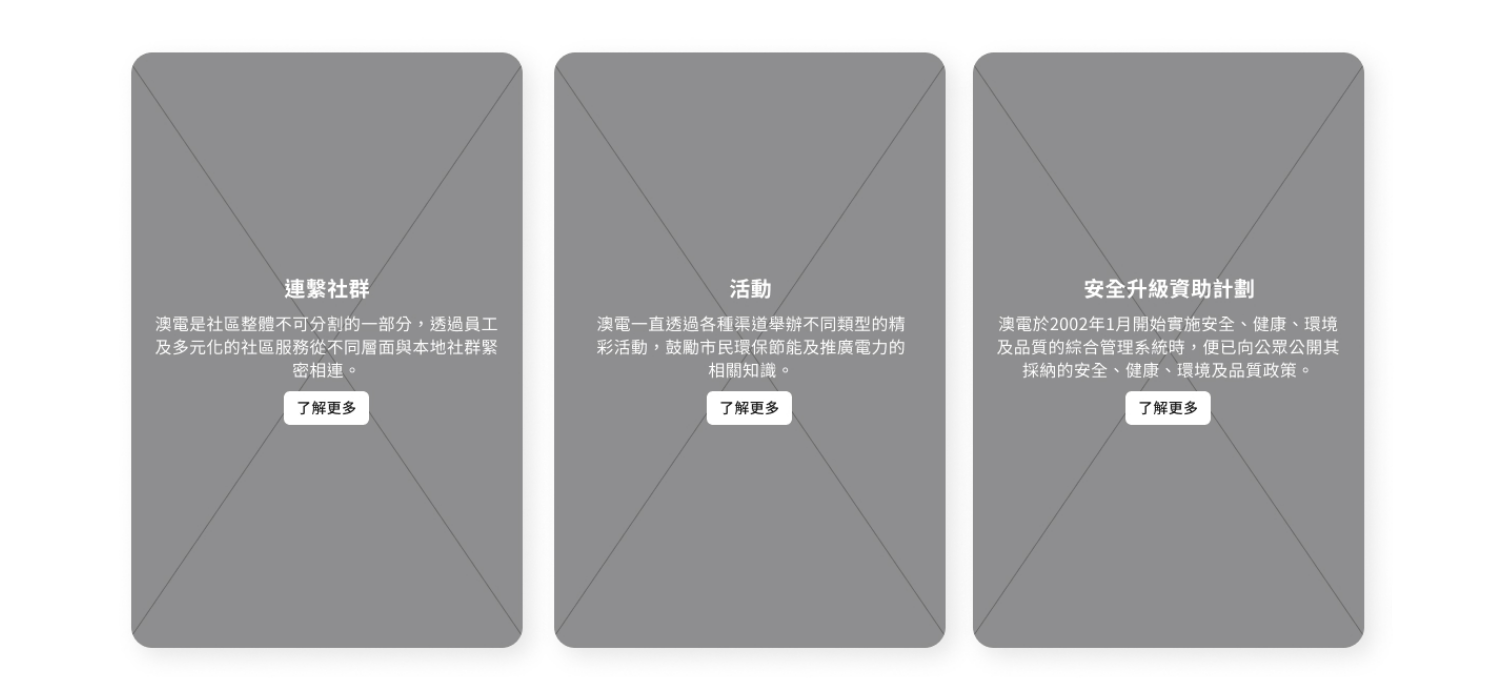 連繫社群
澳電是社區整體不可分割的一部分，透過員工
及多元化的社區服務從不同層面與本地社群緊
密相連。
了解更多
活動
澳電一直透過各種渠道舉辦不同類型的精
彩活動，鼓勵市民環保節能及推廣電力的
相關知識。
了解更多
安全升級資助計劃
澳電於2002年1月開始實施安全、健康、環境
及品質的綜合管理系統時，便已向公眾公開其
採納的安全、健康、環境及品質政策。
了解更多